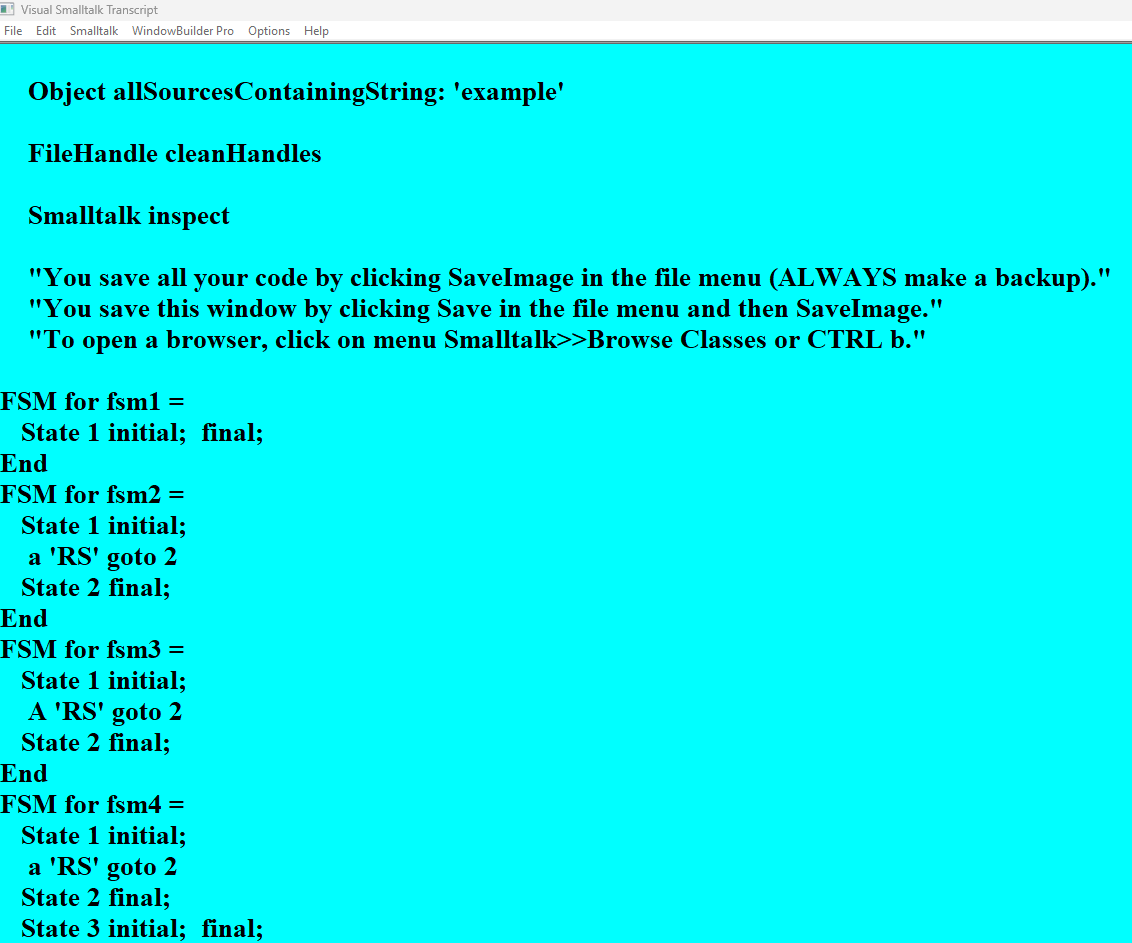 Visual Smalltalk Transcript
File Edit Smalltalk WindowBuilder Pro Options Help
Object allSourcesContainingString: 'example'
FileHandle cleanHandles
Smalltalk inspect
"You save all your code by clicking SaveImage in the file menu (ALWAYS make a backup)."
"You save this window by clicking Save in the file menu and then SaveImage."
"To open a browser, click on menu Smalltalk>>Browse Classes or CTRL b."
FSM for fsm1 =
State 1 initial; final;
End
FSM for fsm2 =
State 1 initial;
a 'RS' goto 2
State 2 final;
End
FSM for fsm3 =
State 1 initial;
A 'RS' goto 2
State 2 final;
End
FSM for fsm4 =
State 1 initial;
a 'RS' goto 2
State 2 final;
State 3 initial; final;